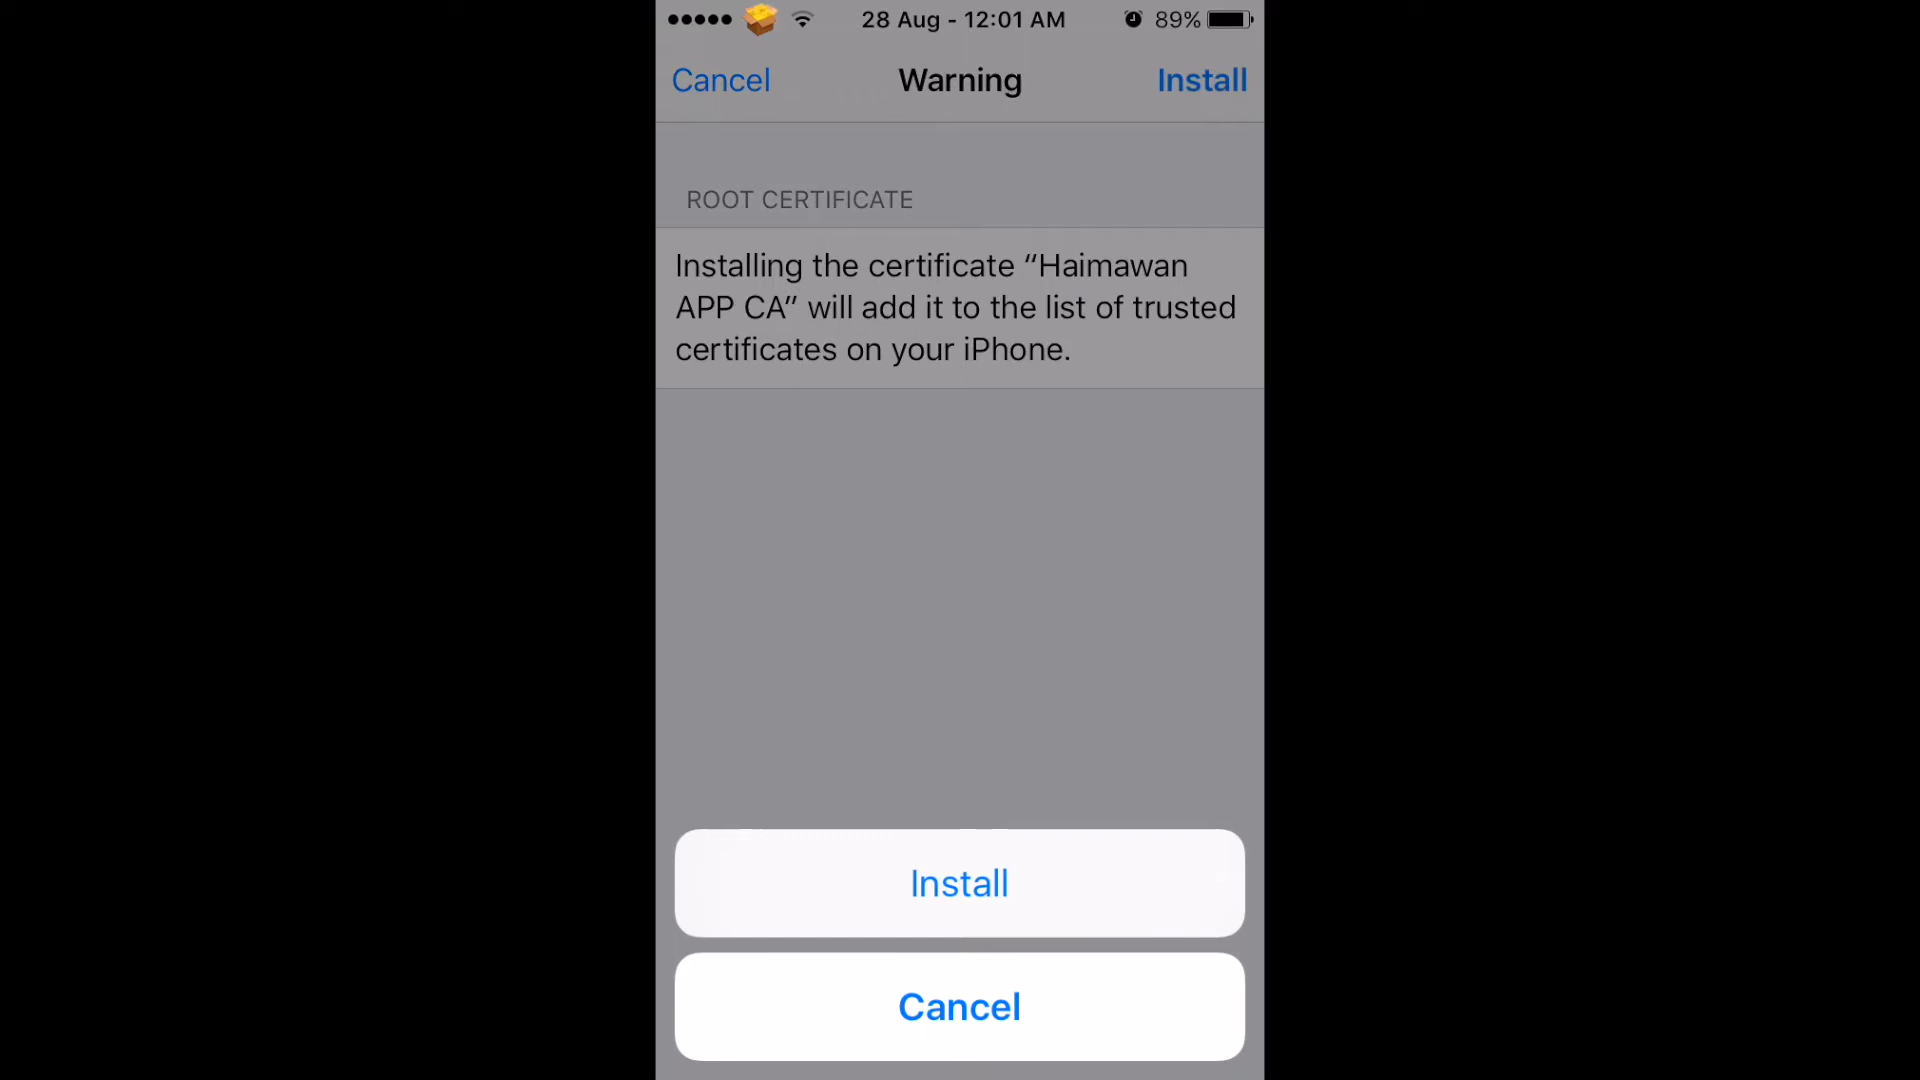 28 Aug - 12:01 AM 89%
Cancel Warning Install
ROOT CERTIFICATE
Installing the certificate “Haimawan
APP CA” will add it to the list of trusted
certificates on your iPhone.
Install
Cancel